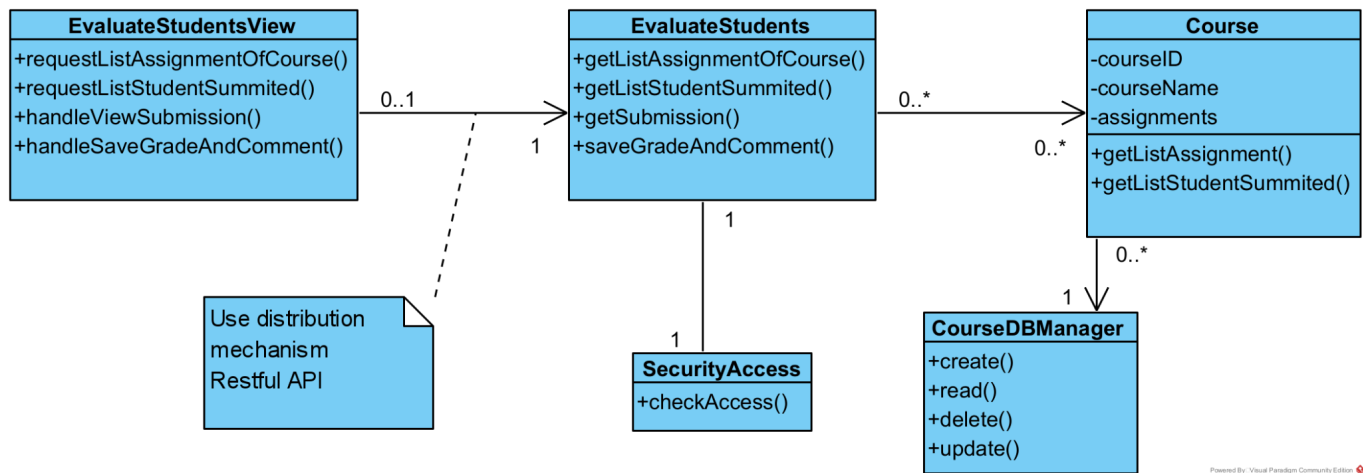 EvaluateStudentsView
+requestListAssignmentOfCourse()
+requestListStudentSummited()
+handleViewSubmission()
+handleSaveGradeAndComment()
0..1
1
EvaluateStudents
+getListAssignmentOfCourse()
+getListStudentSummited()
+getSubmission()
+saveGradeAndComment()
0..*
0..*
Course
-courseID
-courseName
-assignments
+getListAssignment()
+getListStudentSummited()
1
1
0..*
1
Use distribution
mechanism
Restful API
SecurityAccess
+checkAccess()
CourseDBManager
+create()
+read()
+delete()
+update()
Powered By: Visual Paradigm Community Edition